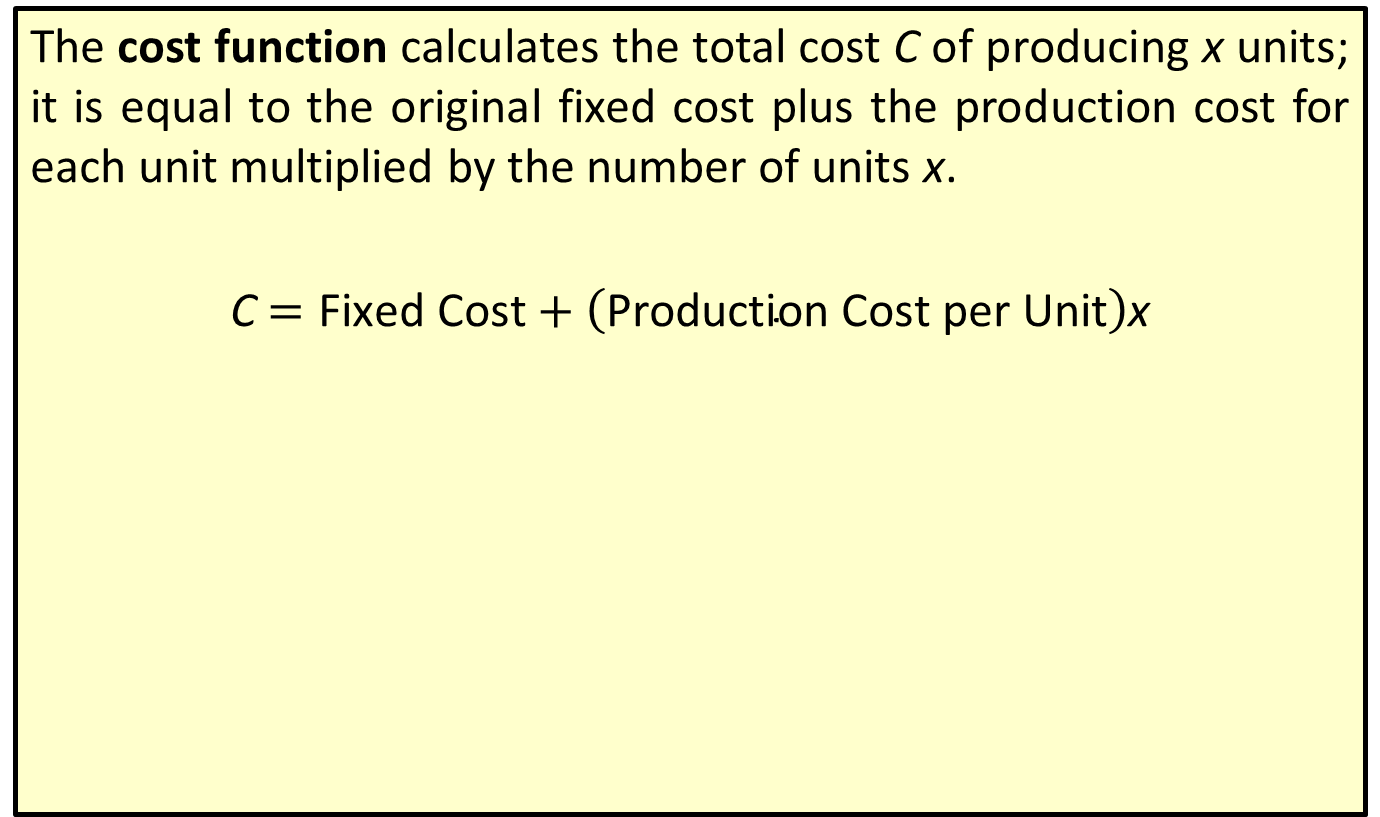 The cost function calculates the total cost C of producing x units;
it is equal to the original fixed cost plus the production cost for
each unit multiplied by the number of units x.
C = Fixed Cost + (Production Cost per Unit)x